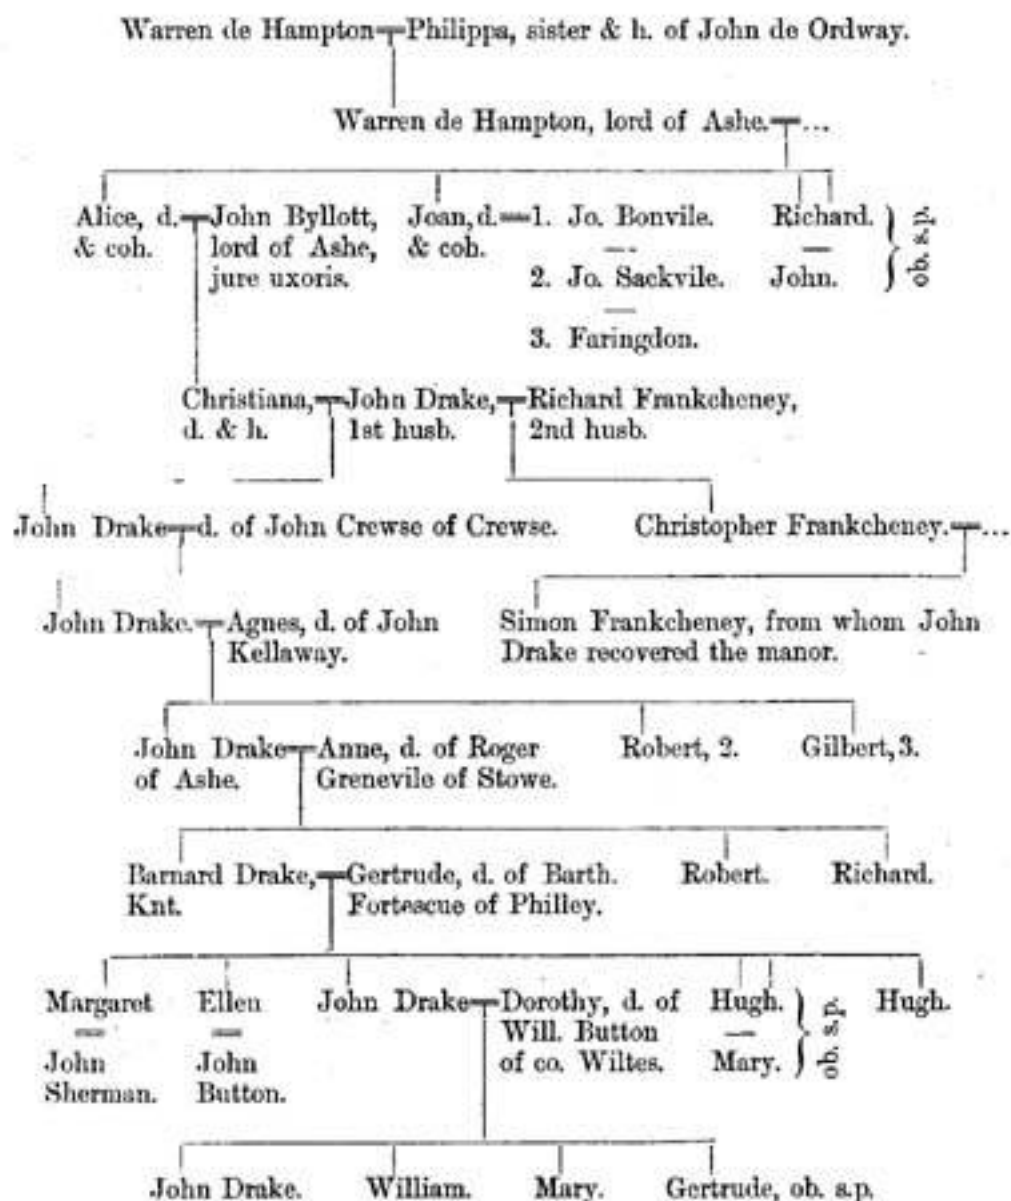 Warren de Hampton Philippa, sister & h. of John de Ordway.
Warren de Hampton, lord of Ashe. ...
Alice, d. & coh.
John Byllott, lord of Ashe, jure uxoris.
Joan, d. & coh.
1. Jo. Bonvile.
2. Jo. Sackvile.
3. Faringdon.
Richard.
John.
ob. s.p.
Christiana, d. & h.
John Drake, 1st husb.
Richard Frankcheney, 2nd husb.
John Drake d. of John Crewse of Crewse.
Christopher Frankcheney. ...
John Drake.
Agnes, d. of John Kellaway.
Simon Frankcheney, from whom John Drake recovered the manor.
John Drake of Ashe.
Anne, d. of Roger Grenevile of Stowe.
Robert, 2.
Gilbert, 3.
Barnard Drake, Knt.
Gertrude, d. of Barth. Fortescue of Philley.
Robert.
Richard.
Margaret
John Sherman.
Ellen
John Button.
John Drake
Dorothy, d. of Will. Button of co. Wiltes.
Hugh.
Mary.
ob. s.p.
Hugh.
John Drake.
William.
Mary.
Gertrude, ob. s.p.